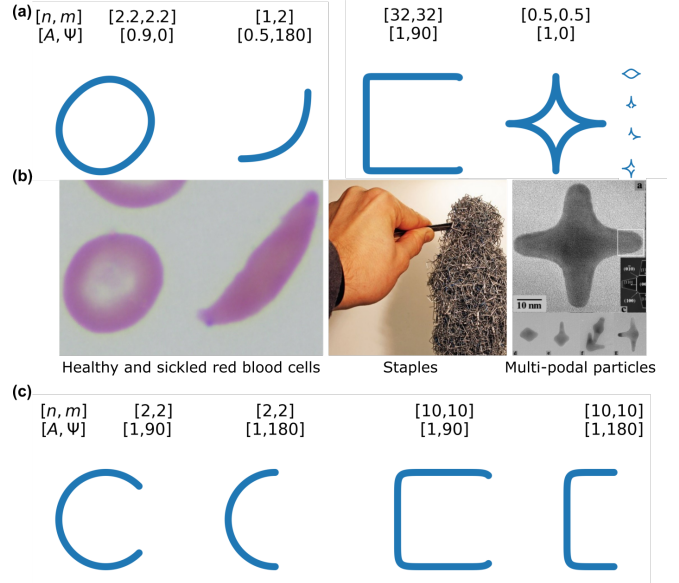 (a)
[n, m] [2.2,2.2] [1,2] [32,32] [0.5,0.5]
[A, Ψ] [0.9,0] [0.5,180] [1,90] [1,0]
(b)
a
10 nm
c
Healthy and sickled red blood cells Staples Multi-podal particles
(c)
[n, m] [2,2] [2,2] [10,10] [10,10]
[A, Ψ] [1,90] [1,180] [1,90] [1,180]